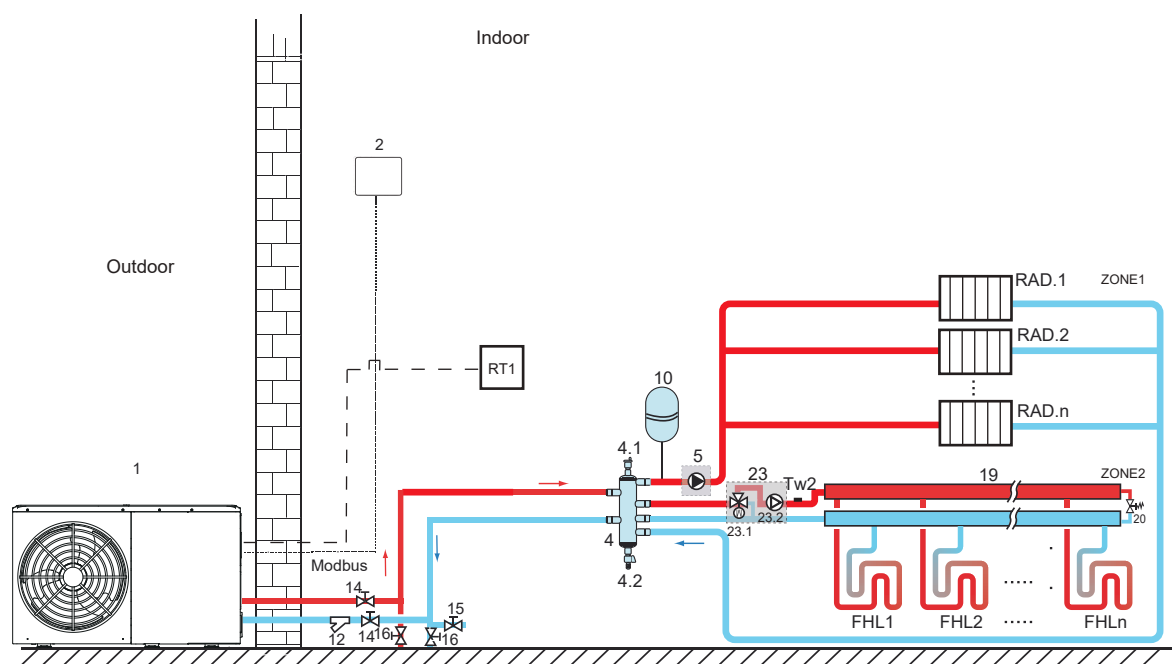 Indoor
2
Outdoor
RAD.1
ZONE1
RAD.2
RT1
10
RAD.n
4.1
1
5
23
Tw2
19
ZONE2
W
23.2
23.1
20
4
Modbus
4.2
14
15
12
14
16
16
FHL1
FHL2
FHLn